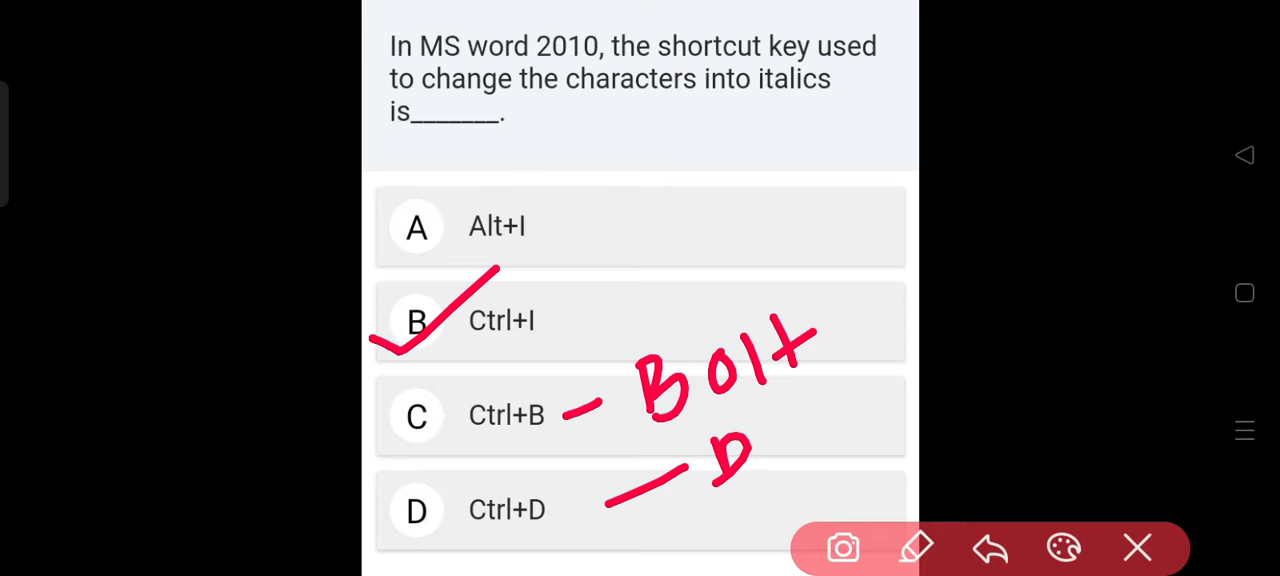 In MS word 2010, the shortcut key used
to change the characters into italics
is_______.
A Alt+I
B Ctrl+I
C Ctrl+B - Bolt
D Ctrl+D - D